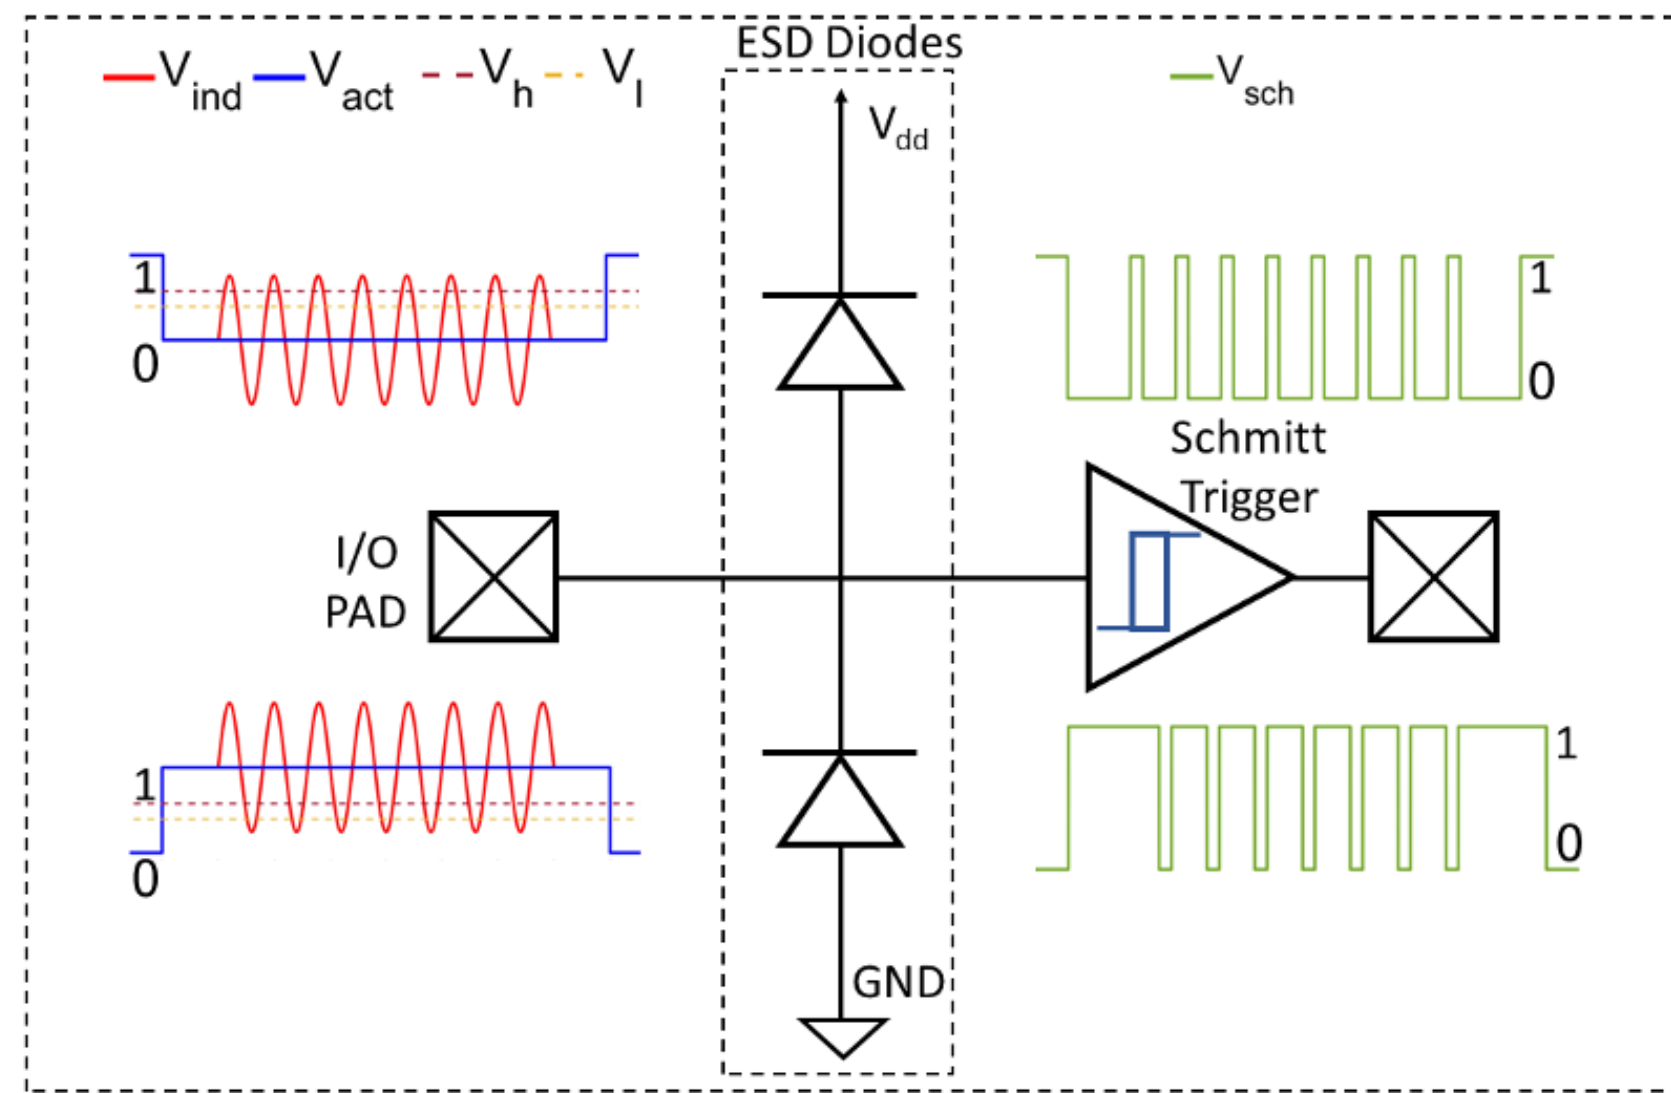 ESD Diodes
Vind Vact Vh Vl
Vsch
Vdd
1
0
1
0
Schmitt
Trigger
I/O
PAD
1
0
1
0
GND